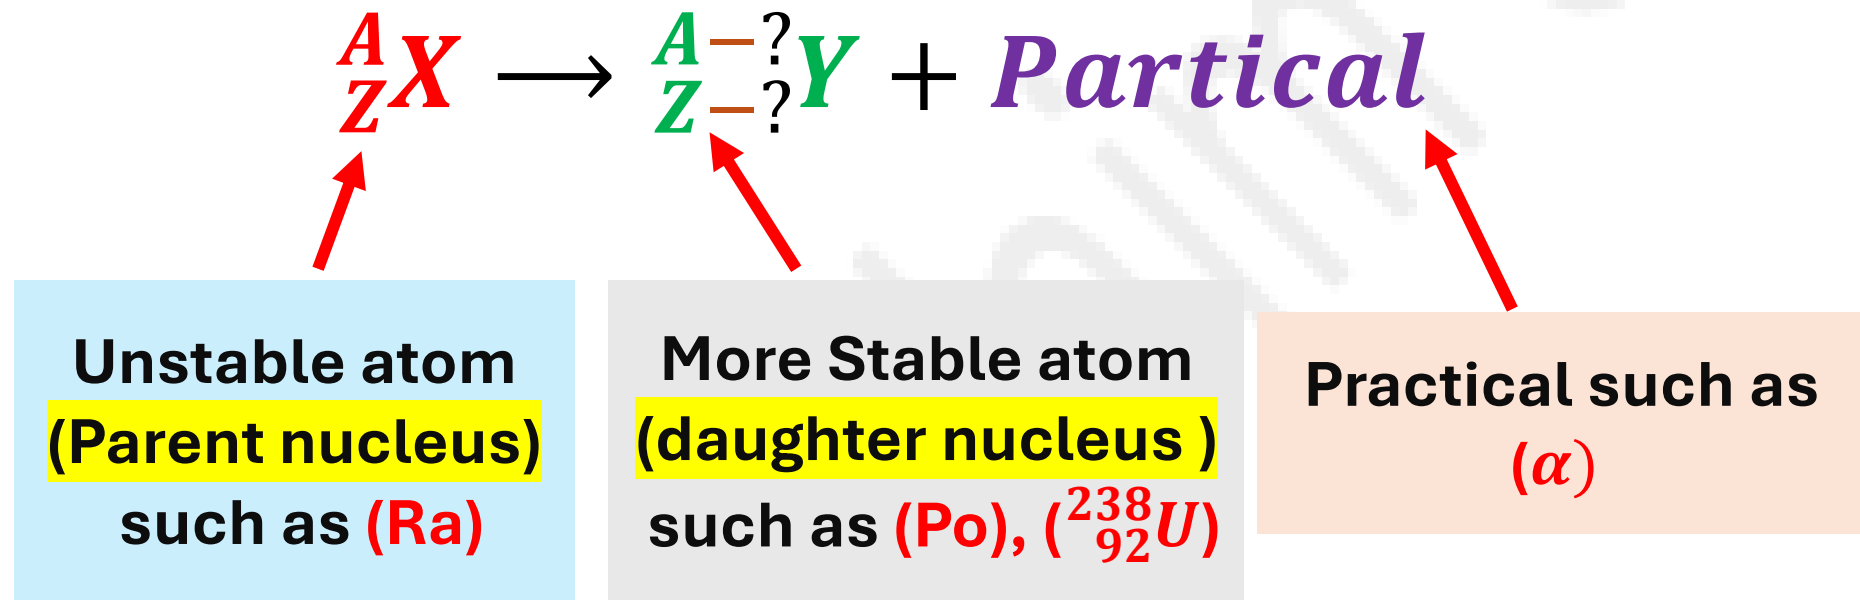 ^A_Z X ⟶ ^{A–?}_{Z–?} Y + Partical
Unstable atom
(Parent nucleus)
such as (Ra)
More Stable atom
(daughter nucleus )
such as (Po), (^{238}_{92}U)
Practical such as
(α)